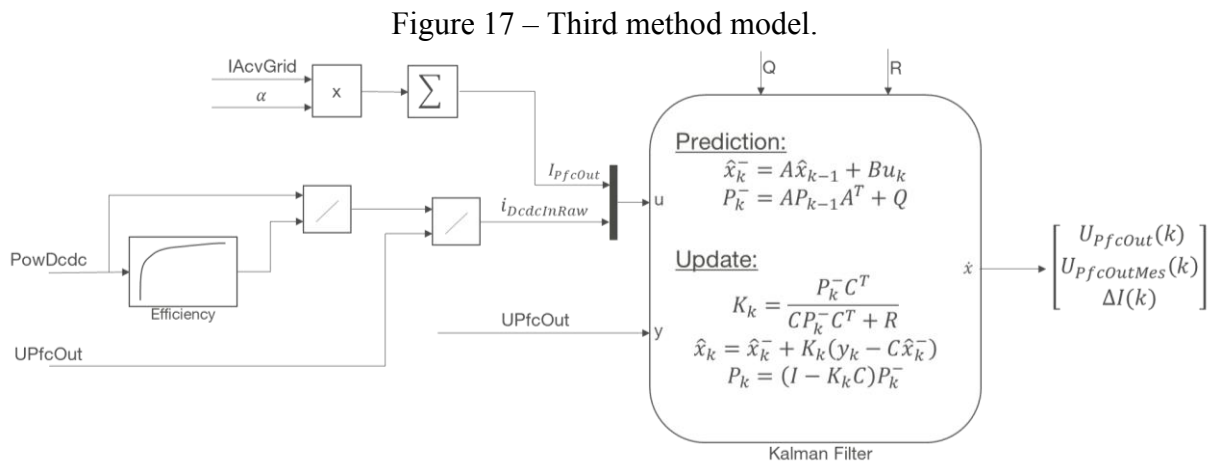 Figure 17 – Third method model.
IAcvGrid
α
x
∑
I_PfcOut
i_DcdcInRaw
PowDcdc
Efficiency
UPfcOut
UPfcOut
Q
R
u
y
Prediction:
x̂ₖ⁻ = Ax̂ₖ₋₁ + Buₖ
Pₖ⁻ = APₖ₋₁Aᵀ + Q
Update:
Kₖ = Pₖ⁻Cᵀ / (CPₖ⁻Cᵀ + R)
x̂ₖ = x̂ₖ⁻ + Kₖ(yₖ − Cx̂ₖ⁻)
Pₖ = (I − KₖC)Pₖ⁻
ẋ
Kalman Filter
U_PfcOut(k)
U_PfcOutMes(k)
ΔI(k)